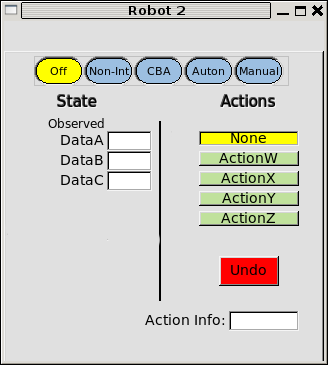 Robot 2
Off Non-Int CBA Auton Manual
State
Actions
Observed
DataA
DataB
DataC
None
ActionW
ActionX
ActionY
ActionZ
Undo
Action Info: